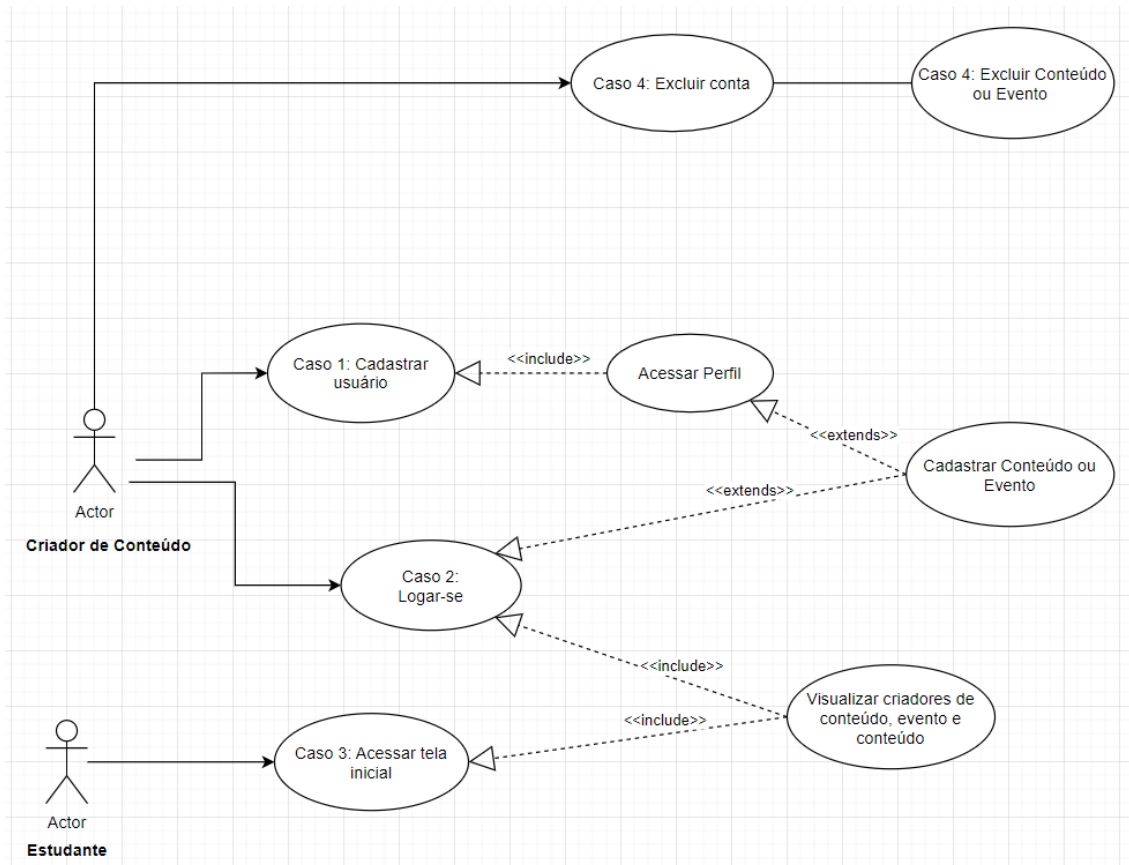 Caso 4: Excluir conta
Caso 4: Excluir Conteúdo
ou Evento
Caso 1: Cadastrar
usuário
<<include>>
Acessar Perfil
<<extends>>
Cadastrar Conteúdo ou
Evento
<<extends>>
Actor
Criador de Conteúdo
Caso 2:
Logar-se
<<include>>
Visualizar criadores de
conteúdo, evento e
conteúdo
<<include>>
Caso 3: Acessar tela
inicial
Actor
Estudante